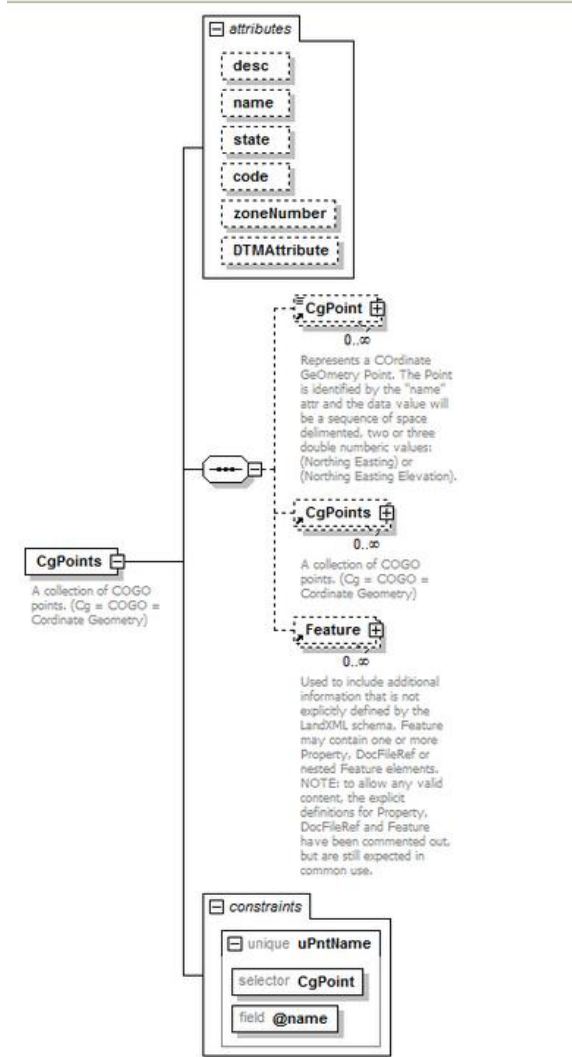 attributes
desc
name
state
code
zoneNumber
DTMAttribute
CgPoint
0..∞
Represents a COrdinate
GeOmetry Point. The Point
is identified by the "name"
attr and the data value will
be a sequence of space
delimented, two or three
double numberic values:
(Northing Easting) or
(Northing Easting Elevation).
CgPoints
0..∞
A collection of COGO
points. (Cg = COGO =
Cordinate Geometry)
CgPoints
A collection of COGO
points. (Cg = COGO =
Cordinate Geometry)
Feature
0..∞
Used to include additional
information that is not
explicitly defined by the
LandXML schema, Feature
may contain one or more
Property, DocFileRef or
nested Feature elements.
NOTE: to allow any valid
content, the explicit
definitions for Property,
DocFileRef and Feature
have been commented out,
but are still expected in
common use.
constraints
unique uPntName
selector CgPoint
field @name